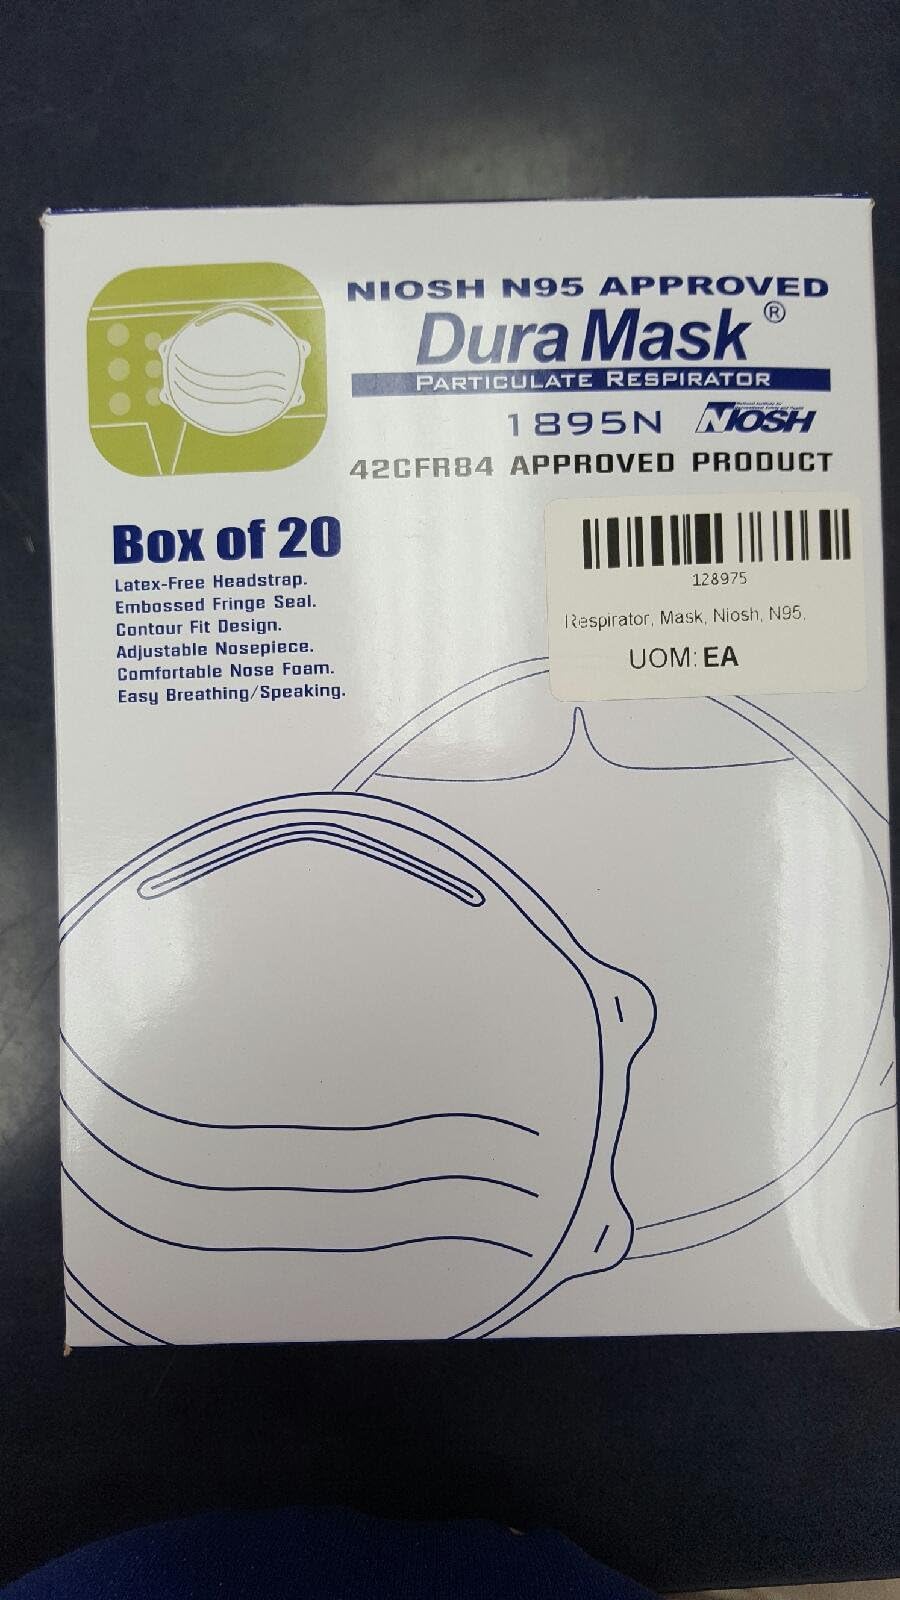 NIOSH N95 APPROVED
Dura Mask ®
PARTICULATE RESPIRATOR
1895N NIOSH
42CFR84 APPROVED PRODUCT
Box of 20
Latex-Free Headstrap.
Embossed Fringe Seal.
Contour Fit Design.
Adjustable Nosepiece.
Comfortable Nose Foam.
Easy Breathing/Speaking.
128975
Respirator, Mask, Niosh, N95,
UOM: EA